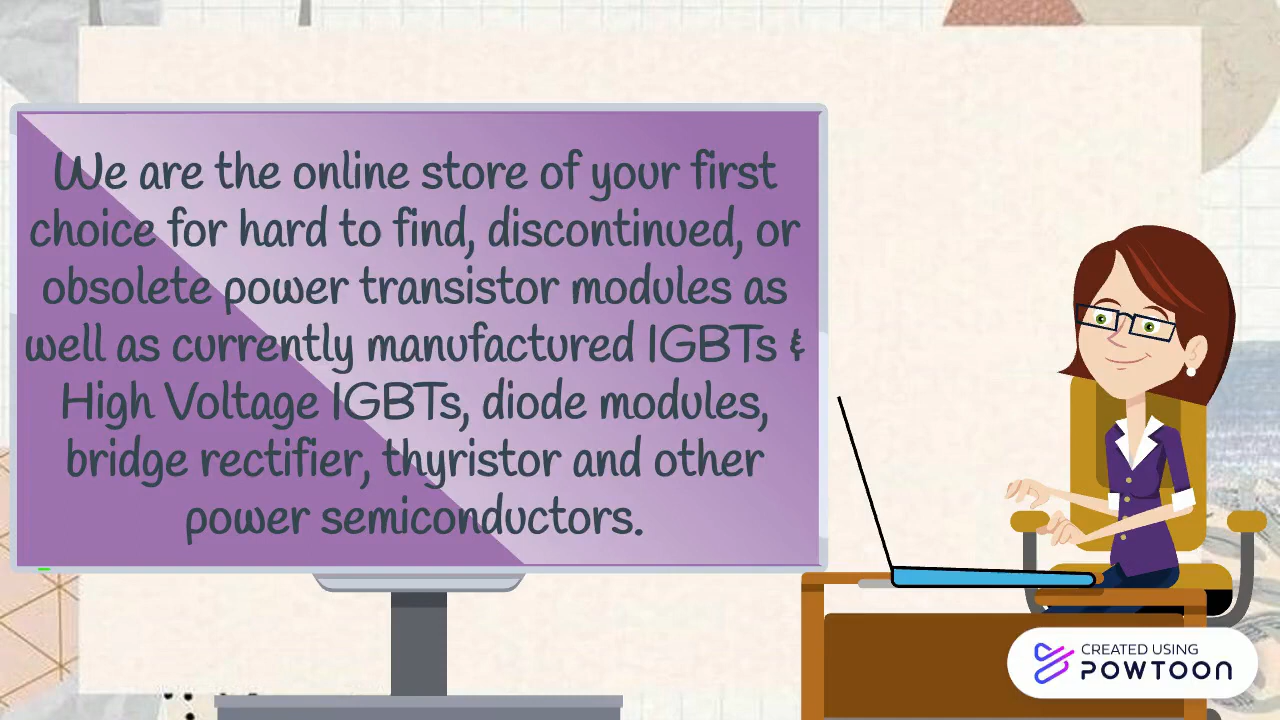 We are the online store of your first
choice for hard to find, discontinued, or
obsolete power transistor modules as
well as currently manufactured IGBTs &
High Voltage IGBTs, diode modules,
bridge rectifier, thyristor and other
power semiconductors.
CREATED USING
POWTOON